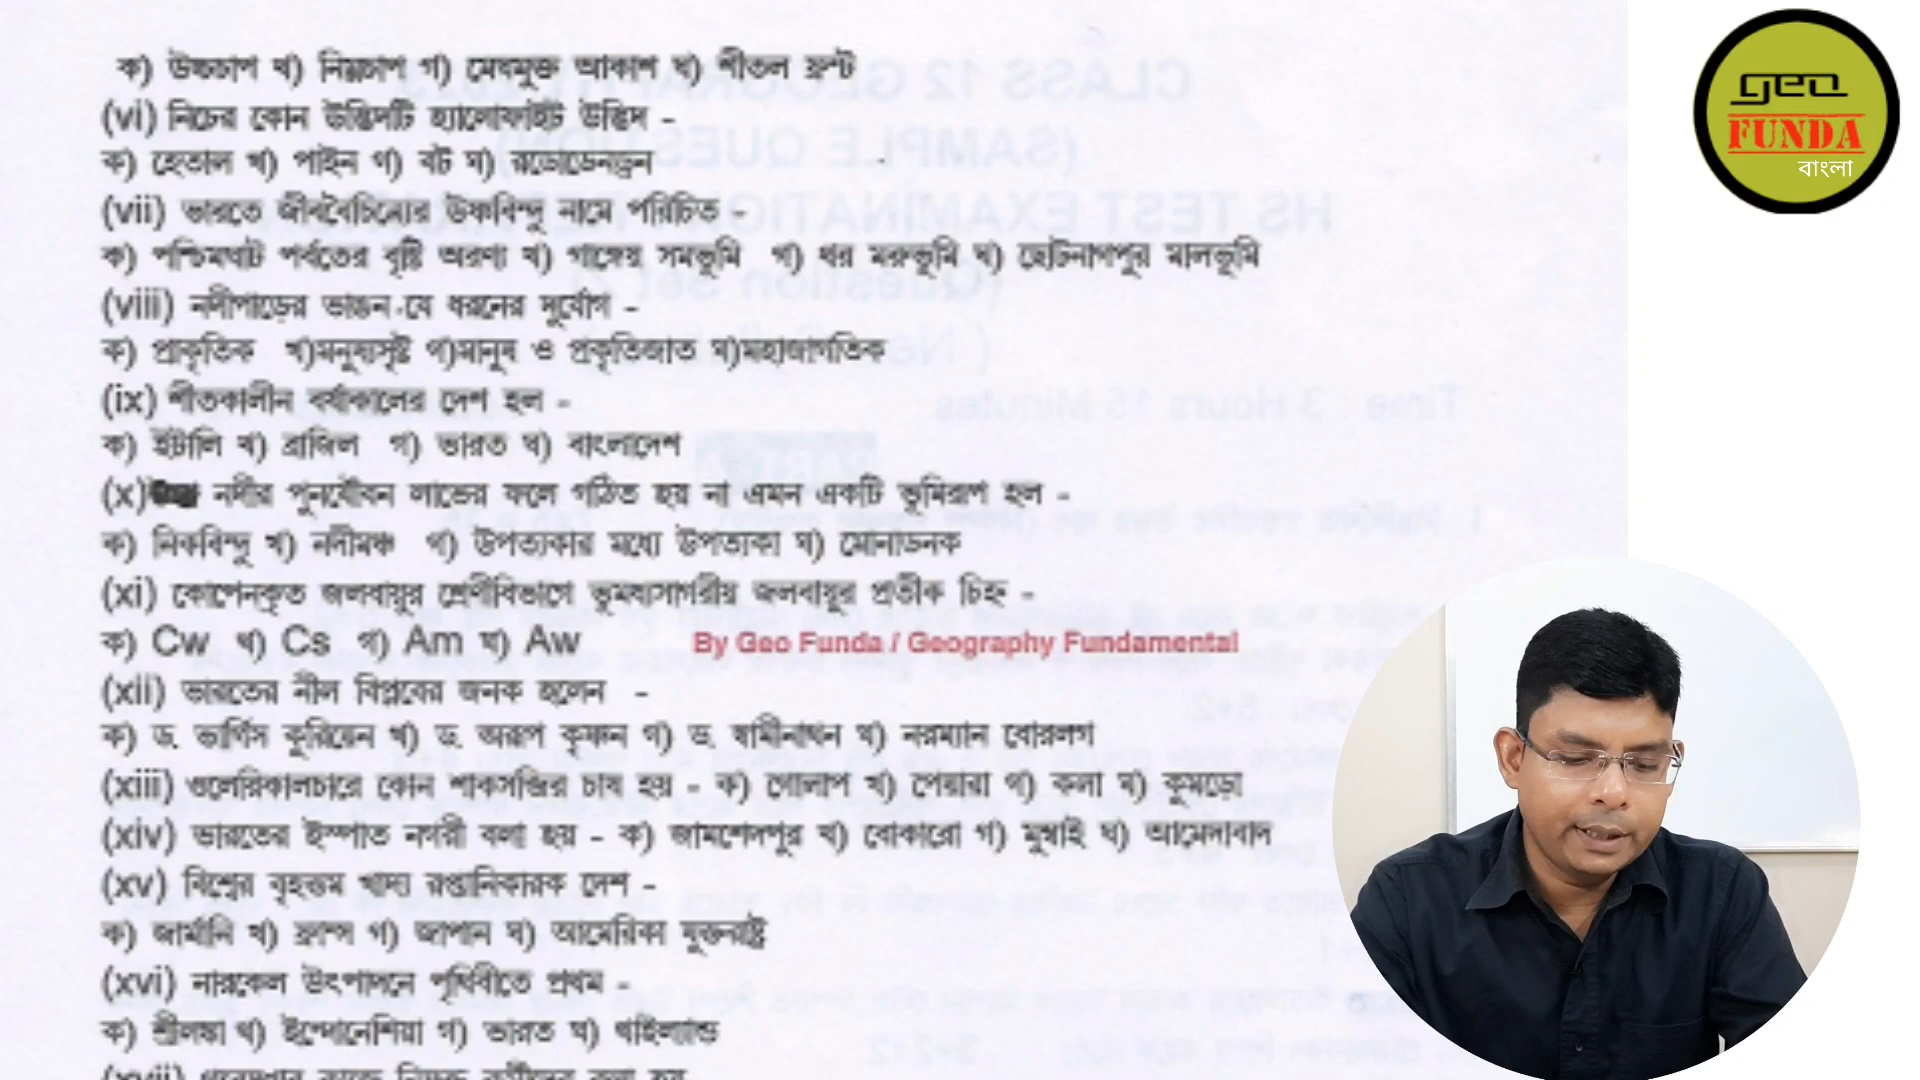 ক) উচ্চচাপ খ) নিম্নচাপ গ) মেঘমুক্ত আকাশ ঘ) শীতল ফ্রন্ট
(vi) নিচের কোন উদ্ভিদটি হ্যালোফাইট উদ্ভিদ -
ক) হেতাল খ) পাইন গ) বট ঘ) রডোডেনড্রন
(vii) ভারতে জীববৈচিত্র্যের উষ্ণবিন্দু নামে পরিচিত -
ক) পশ্চিমঘাট পর্বতের বৃষ্টি অরণ্য খ) গাঙ্গেয় সমভূমি গ) থর মরুভূমি ঘ) ছোটনাগপুর মালভূমি
(viii) নদীপাড়ের ভাঙন যে ধরনের দুর্যোগ -
ক) প্রাকৃতিক খ)মনুষ্যসৃষ্ট গ)মানুষ ও প্রকৃতিজাত ঘ)মহাজাগতিক
(ix) শীতকালীন বর্ষাকালের দেশ হল -
ক) ইটালি খ) ব্রাজিল গ) ভারত ঘ) বাংলাদেশ
(x) নদীর পুনর্যৌবন লাভের ফলে গঠিত হয় না এমন একটি ভূমিরূপ হল -
ক) নিকবিন্দু খ) নদীমঞ্চ গ) উপত্যকার মধ্যে উপত্যকা ঘ) মোনাডনক
(xi) কোপেনকৃত জলবায়ুর শ্রেণীবিভাগে ভূমধ্যসাগরীয় জলবায়ুর প্রতীক চিহ্ন -
ক) Cw খ) Cs গ) Am ঘ) Aw By Geo Funda / Geography Fundamental
(xii) ভারতের নীল বিপ্লবের জনক হলেন -
ক) ড. ভার্গিস কুরিয়েন খ) ড. অরূপ কৃষ্ণন গ) ড. স্বামীনাথন ঘ) নরম্যান বোরলগ
(xiii) ওলেরিকালচারে কোন শাকসব্জির চাষ হয় - ক) গোলাপ খ) পেয়ারা গ) কলা ঘ) কুমড়ো
(xiv) ভারতের ইস্পাত নগরী বলা হয় - ক) জামশেদপুর খ) বোকারো গ) মুম্বাই ঘ) আমেদাবাদ
(xv) বিশ্বের বৃহত্তম খাদ্য রপ্তানিকারক দেশ -
ক) জার্মানি খ) ফ্রান্স গ) জাপান ঘ) আমেরিকা যুক্তরাষ্ট্র
(xvi) নারকেল উৎপাদনে পৃথিবীতে প্রথম -
ক) শ্রীলঙ্কা খ) ইন্দোনেশিয়া গ) ভারত ঘ) থাইল্যান্ড
geo
FUNDA
বাংলা